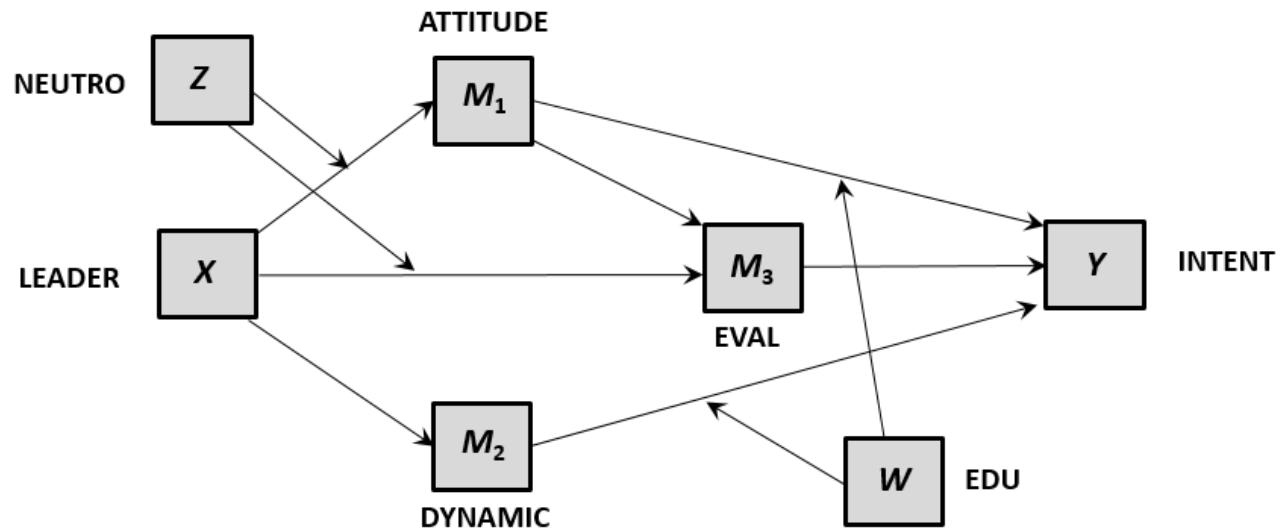 ATTITUDE
NEUTRO
Z
M1
LEADER
X
M3
EVAL
Y
INTENT
M2
DYNAMIC
W
EDU